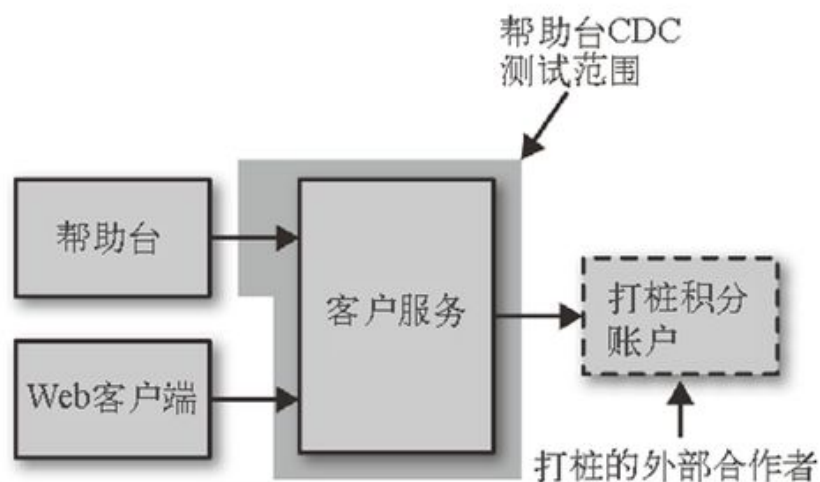 帮助台CDC
测试范围
帮助台
客户服务
打桩积分
账户
Web客户端
打桩的外部合作者